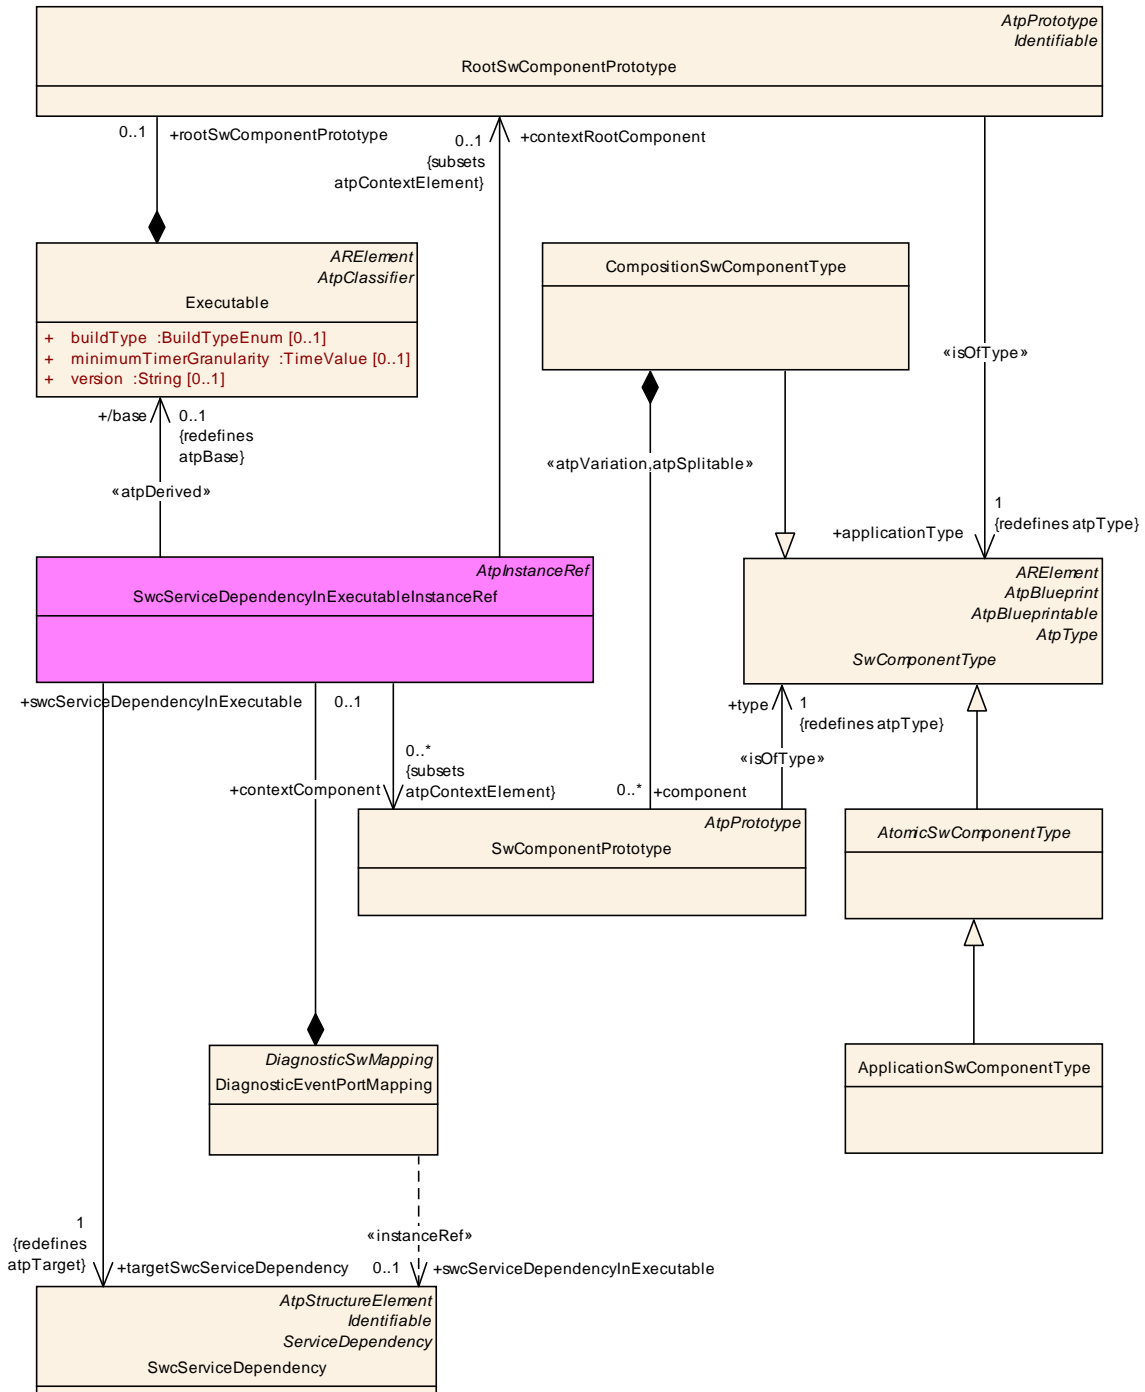 AtpPrototype
Identifiable
RootSwComponentPrototype
0..1
+rootSwComponentPrototype
0..1
{subsets
atpContextElement}
+contextRootComponent
ARElement
AtpClassifier
Executable
+ buildType :BuildTypeEnum [0..1]
+ minimumTimerGranularity :TimeValue [0..1]
+ version :String [0..1]
CompositionSwComponentType
«isOfType»
+/base
0..1
{redefines
atpBase}
«atpDerived»
«atpVariation,atpSplitable»
+applicationType
1
{redefines atpType}
AtpInstanceRef
SwcServiceDependencyInExecutableInstanceRef
ARElement
AtpBlueprint
AtpBlueprintable
AtpType
SwComponentType
+swcServiceDependencyInExecutable
0..1
+type
1
{redefines atpType}
«isOfType»
0..*
{subsets
atpContextElement}
+contextComponent
0..*
+component
AtpPrototype
SwComponentPrototype
AtomicSwComponentType
DiagnosticSwMapping
DiagnosticEventPortMapping
ApplicationSwComponentType
1
{redefines
atpTarget}
+targetSwcServiceDependency
«instanceRef»
0..1
+swcServiceDependencyInExecutable
AtpStructureElement
Identifiable
ServiceDependency
SwcServiceDependency